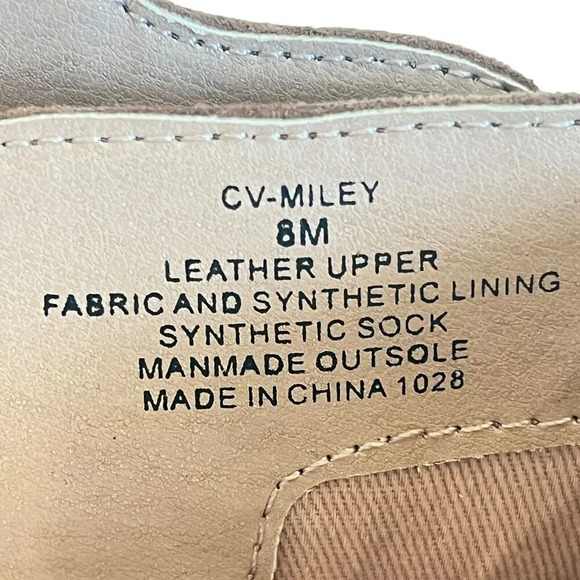 CV-MILEY
8M
LEATHER UPPER
FABRIC AND SYNTHETIC LINING
SYNTHETIC SOCK
MANMADE OUTSOLE
MADE IN CHINA 1028